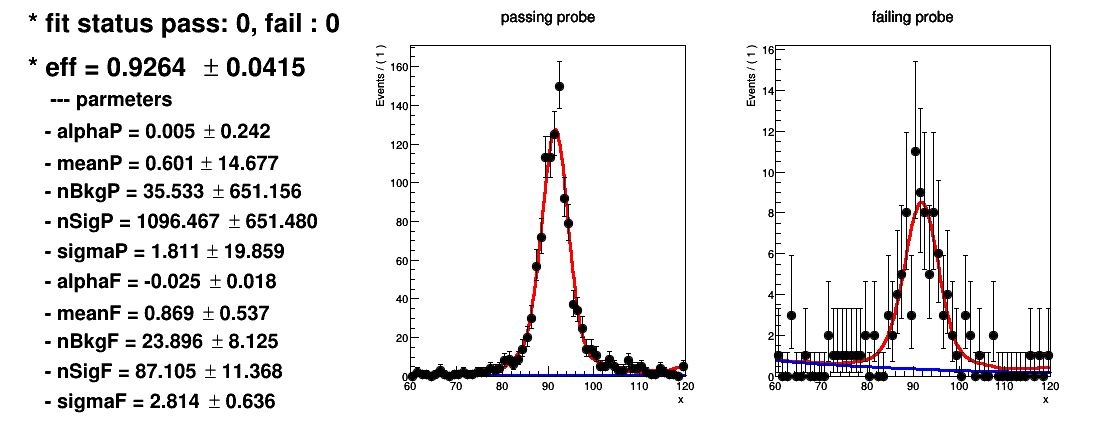 * fit status pass: 0, fail : 0
* eff = 0.9264 ± 0.0415
--- parmeters
- alphaP = 0.005 ± 0.242
- meanP = 0.601 ± 14.677
- nBkgP = 35.533 ± 651.156
- nSigP = 1096.467 ± 651.480
- sigmaP = 1.811 ± 19.859
- alphaF = -0.025 ± 0.018
- meanF = 0.869 ± 0.537
- nBkgF = 23.896 ± 8.125
- nSigF = 87.105 ± 11.368
- sigmaF = 2.814 ± 0.636
passing probe
Events / ( 1 )
160
140
120
100
80
60
40
20
0
60 70 80 90 100 110 120
x
failing probe
Events / ( 1 )
16
14
12
10
8
6
4
2
0
60 70 80 90 100 110 120
x